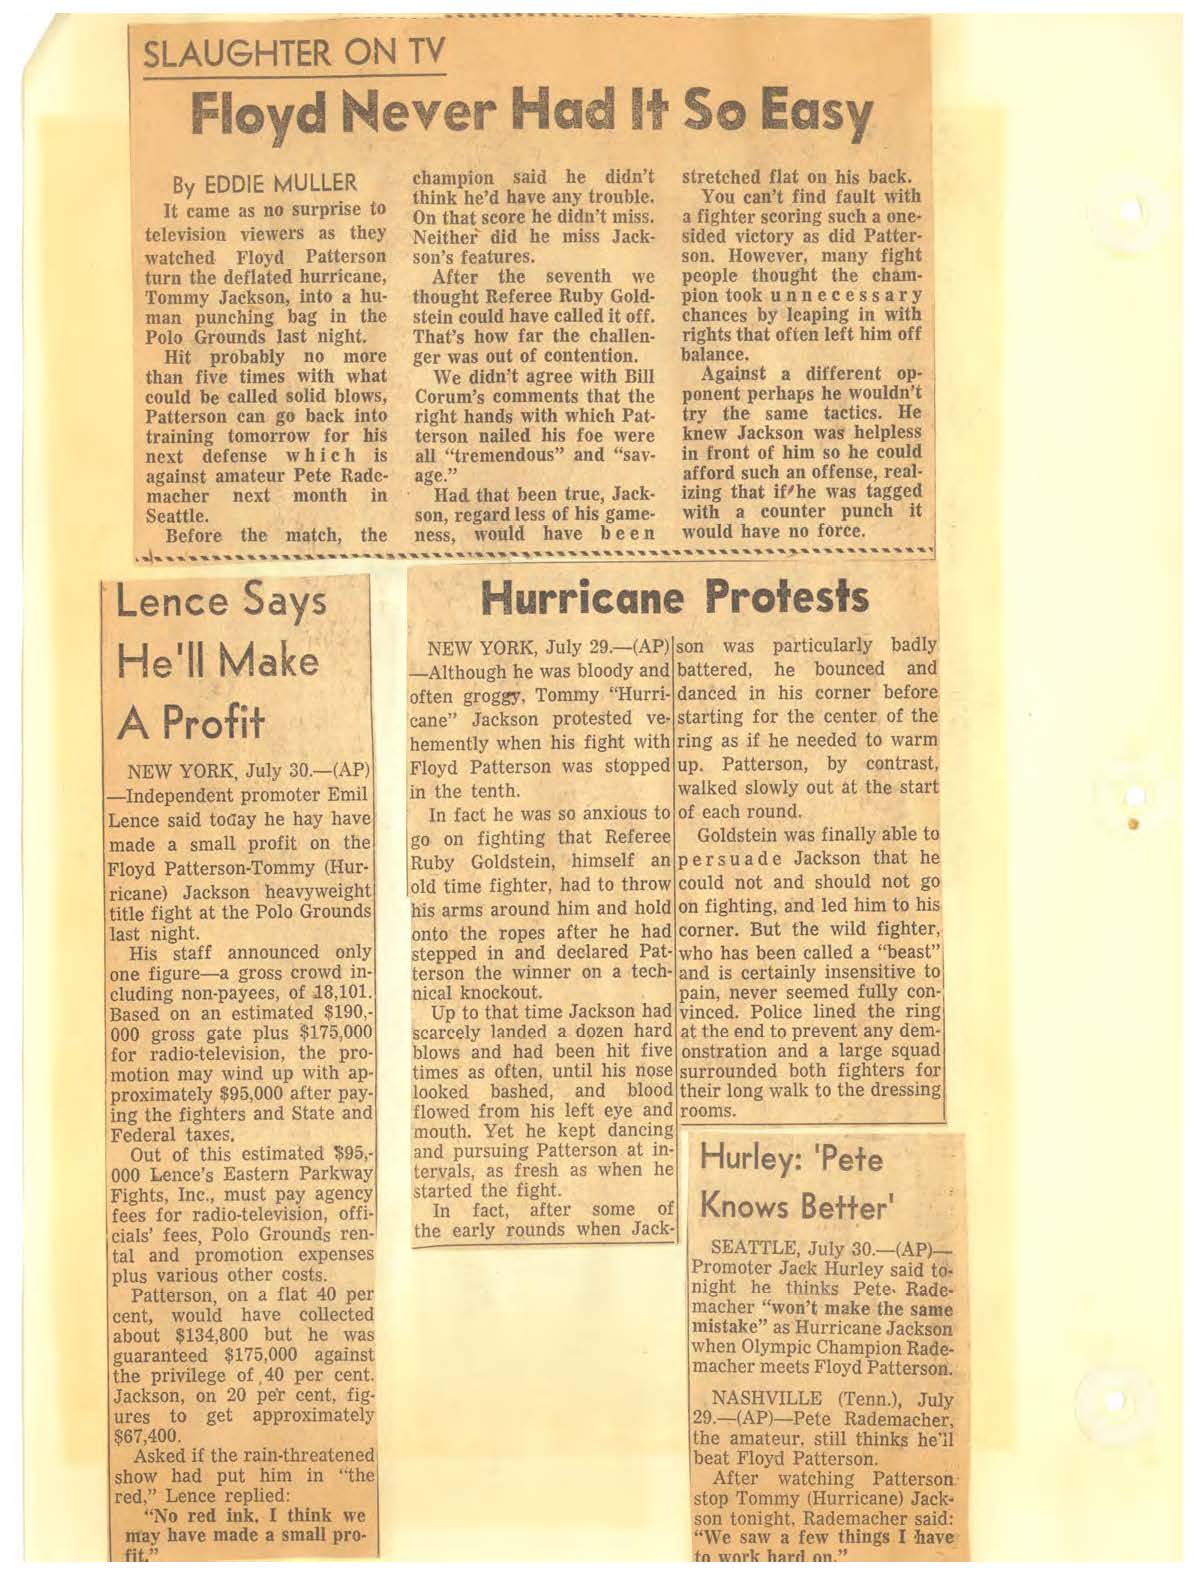 SLAUGHTER ON TV
Floyd Never Had It So Easy
By EDDIE MULLER
It came as no surprise to
television viewers as they
watched Floyd Patterson
turn the deflated hurricane,
Tommy Jackson, into a hu-
man punching bag in the
Polo Grounds last night.
Hit probably no more
than five times with what
could be called solid blows,
Patterson can go back into
training tomorrow for his
next defense which is
against amateur Pete Rade-
macher next month in
Seattle.
Before the match, the
champion said he didn't
think he'd have any trouble.
On that score he didn't miss.
Neither did he miss Jack-
son's features.
After the seventh we
thought Referee Ruby Gold-
stein could have called it off.
That's how far the challen-
ger was out of contention.
We didn't agree with Bill
Corum's comments that the
right hands with which Pat-
terson nailed his foe were
all "tremendous" and "sav-
age."
Had that been true, Jack-
son, regard less of his game-
ness, would have been
stretched flat on his back.
You can't find fault with
a fighter scoring such a one-
sided victory as did Patter-
son. However, many fight
people thought the cham-
pion took unnecessary
chances by leaping in with
rights that often left him off
balance.
Against a different op-
ponent perhaps he wouldn't
try the same tactics. He
knew Jackson was helpless
in front of him so he could
afford such an offense, real-
izing that if he was tagged
with a counter punch it
would have no force.
Lence Says
He'll Make
A Profit
NEW YORK, July 30.—(AP)
—Independent promoter Emil
Lence said today he hay have
made a small profit on the
Floyd Patterson-Tommy (Hur-
ricane) Jackson heavyweight
title fight at the Polo Grounds
last night.
His staff announced only
one figure—a gross crowd in-
cluding non-payees, of 18,101.
Based on an estimated $190,-
000 gross gate plus $175,000
for radio-television, the pro-
motion may wind up with ap-
proximately $95,000 after pay-
ing the fighters and State and
Federal taxes.
Out of this estimated $95,-
000 Lence's Eastern Parkway
Fights, Inc., must pay agency
fees for radio-television, offi-
cials' fees, Polo Grounds ren-
tal and promotion expenses
plus various other costs.
Patterson, on a flat 40 per
cent, would have collected
about $134,800 but he was
guaranteed $175,000 against
the privilege of 40 per cent.
Jackson, on 20 per cent, fig-
ures to get approximately
$67,400.
Asked if the rain-threatened
show had put him in "the
red," Lence replied:
"No red ink. I think we
may have made a small pro-
fit."
Hurricane Protests
NEW YORK, July 29.—(AP)
—Although he was bloody and
often groggy, Tommy "Hurri-
cane" Jackson protested ve-
hemently when his fight with
Floyd Patterson was stopped
in the tenth.
In fact he was so anxious to
go on fighting that Referee
Ruby Goldstein, himself an
old time fighter, had to throw
his arms around him and hold
onto the ropes after he had
stepped in and declared Pat-
terson the winner on a tech-
nical knockout.
Up to that time Jackson had
scarcely landed a dozen hard
blows and had been hit five
times as often, until his nose
looked bashed, and blood
flowed from his left eye and
mouth. Yet he kept dancing
and pursuing Patterson at in-
tervals, as fresh as when he
started the fight.
In fact, after some of
the early rounds when Jack-
son was particularly badly
battered, he bounced and
danced in his corner before
starting for the center of the
ring as if he needed to warm
up. Patterson, by contrast,
walked slowly out at the start
of each round.
Goldstein was finally able to
persuade Jackson that he
could not and should not go
on fighting, and led him to his
corner. But the wild fighter,
who has been called a "beast"
and is certainly insensitive to
pain, never seemed fully con-
vinced. Police lined the ring
at the end to prevent any dem-
onstration and a large squad
surrounded both fighters for
their long walk to the dressing
rooms.
Hurley: 'Pete
Knows Better'
SEATTLE, July 30.—(AP)—
Promoter Jack Hurley said to-
night he thinks Pete Rade-
macher "won't make the same
mistake" as Hurricane Jackson
when Olympic Champion Rade-
macher meets Floyd Patterson.
NASHVILLE (Tenn.), July
29.—(AP)—Pete Rademacher,
the amateur, still thinks he'll
beat Floyd Patterson.
After watching Patterson
stop Tommy (Hurricane) Jack-
son tonight, Rademacher said:
"We saw a few things I have
to work hard on."